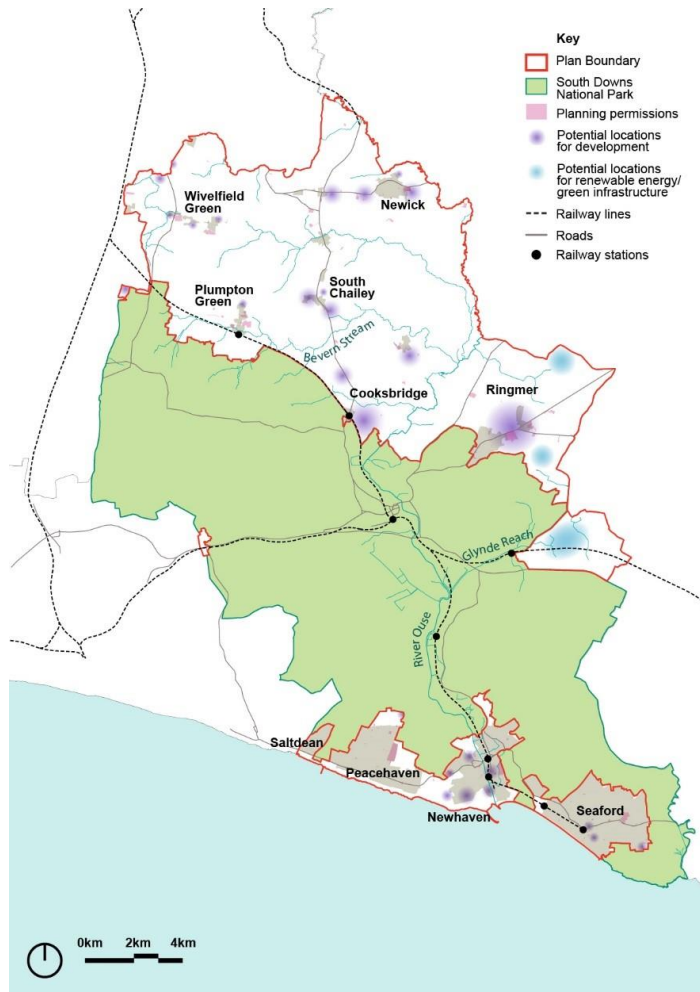 Key
Plan Boundary
South Downs
National Park
Planning permissions
Potential locations
for development
Potential locations
for renewable energy/
green infrastructure
Railway lines
Roads
Railway stations
Wivelfield
Green
Newick
Plumpton
Green
South
Chailey
Bevern Stream
Cooksbridge
Ringmer
Glynde Reach
River Ouse
Saltdean
Peacehaven
Newhaven
Seaford
0km 2km 4km